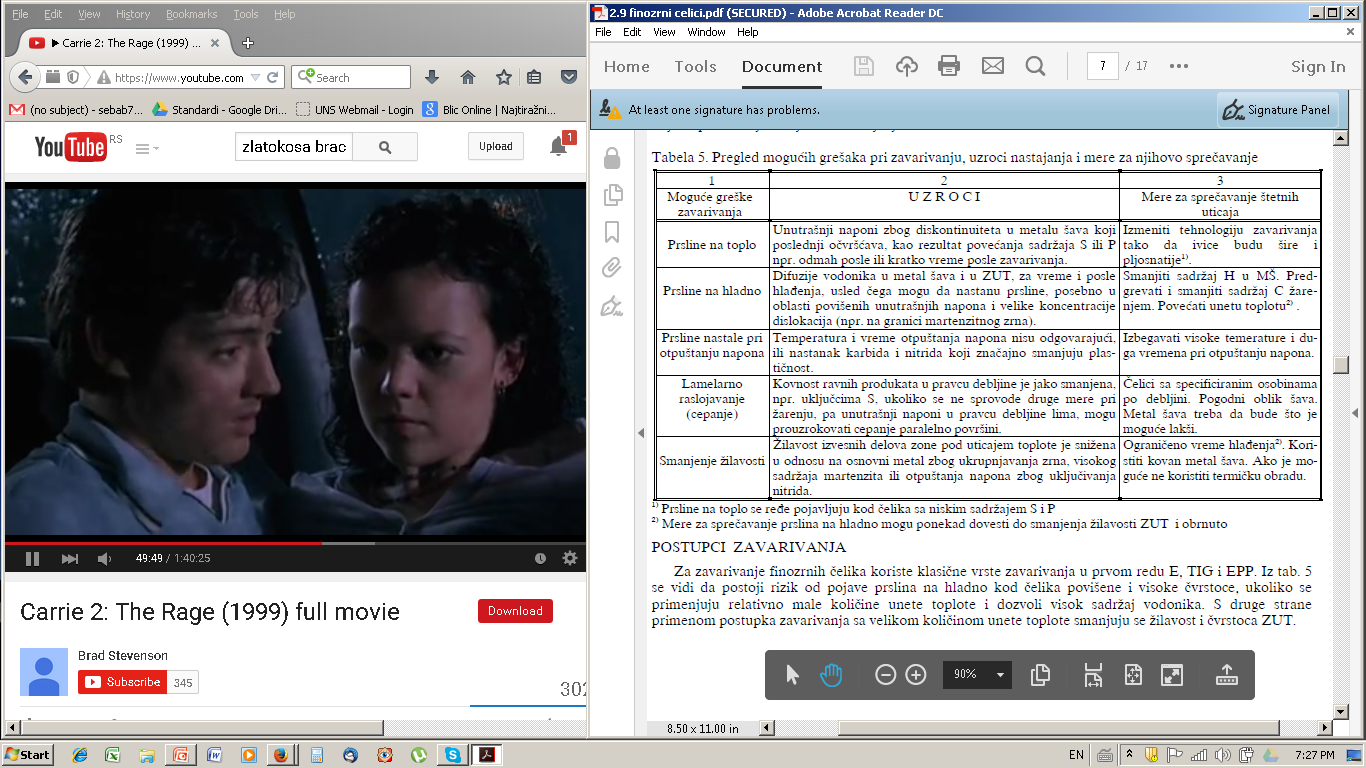 File Edit View History Bookmarks Tools Help
Carrie 2: The Rage (1999) ...
https://www.youtube.com
Search
(no subject) - sebab7...
Standardi - Google Dri...
UNS Webmail - Login
Blic Online | Najtiražni...
YouTube RS
zlatokosa brac
Upload
1
49:49 / 1:40:25
Carrie 2: The Rage (1999) full movie
Download
Brad Stevenson
Subscribe 345
302
2.9 finozrni celici.pdf (SECURED) - Adobe Acrobat Reader DC
File Edit View Window Help
Home Tools Document 7 / 17 Sign In
At least one signature has problems.
Signature Panel
Tabela 5. Pregled mogućih grešaka pri zavarivanju, uzroci nastajanja i mere za njihovo sprečavanje
1 2 3
Moguće greške
zavarivanja
U Z R O C I
Mere za sprečavanje štetnih
uticaja
Prsline na toplo
Unutrašnji naponi zbog diskontinuiteta u metalu šava koji
poslednji očvršćava, kao rezultat povećanja sadržaja S ili P
npr. odmah posle ili kratko vreme posle zavarivanja.
Izmeniti tehnologiju zavarivanja
tako da ivice budu šire i
pljosnatije¹⁾.
Prsline na hladno
Difuzije vodonika u metal šava i u ZUT, za vreme i posle
hlađenja, usled čega mogu da nastanu prsline, posebno u
oblasti povišenih unutrašnjih napona i velike koncentracije
dislokacija (npr. na granici martenzitnog zrna).
Smanjiti sadržaj H u MŠ. Pred-
grevati i smanjiti sadržaj C žare-
njem. Povećati unetu toplotu²⁾ .
Prsline nastale pri
otpuštanju napona
Temperatura i vreme otpuštanja napona nisu odgovarajući,
ili nastanak karbida i nitrida koji značajno smanjuju plas-
tičnost.
Izbegavati visoke temerature i du-
ga vremena pri otpuštanju napona.
Lamelarno
raslojavanje
(cepanje)
Kovnost ravnih produkata u pravcu debljine je jako smanjena,
npr. uključcima S, ukoliko se ne sprovode druge mere pri
žarenju, pa unutrašnji naponi u pravcu debljine lima, mogu
prouzrokovati cepanje paralelno površini.
Čelici sa specificiranim osobinama
po debljini. Pogodni oblik šava.
Metal šava treba da bude što je
moguće lakši.
Smanjenje žilavosti
Žilavost izvesnih delova zone pod uticajem toplote je snižena
u odnosu na osnovni metal zbog ukrupnjavanja zrna, visokog
sadržaja martenzita ili otpuštanja napona zbog uključivanja
nitrida.
Ograničeno vreme hlađenja²⁾. Kori-
stiti kovan metal šava. Ako je mo-
guće ne koristiti termičku obradu.
¹⁾ Prsline na toplo se ređe pojavljuju kod čelika sa niskim sadržajem S i P
²⁾ Mere za sprečavanje prslina na hladno mogu ponekad dovesti do smanjenja žilavosti ZUT i obrnuto
POSTUPCI ZAVARIVANJA
Za zavarivanje finozrnih čelika koriste klasične vrste zavarivanja u prvom redu E, TIG i EPP. Iz tab. 5
se vidi da postoji rizik od pojave prslina na hladno kod čelika povišene i visoke čvrstoce, ukoliko se
primenjuju relativno male količine unete toplote i dozvoli visok sadržaj vodonika. S druge strane
primenom postupka zavarivanja sa velikom količinom unete toplote smanjuju se žilavost i čvrstoca ZUT.
90%
8.50 x 11.00 in
Start
EN
7:27 PM